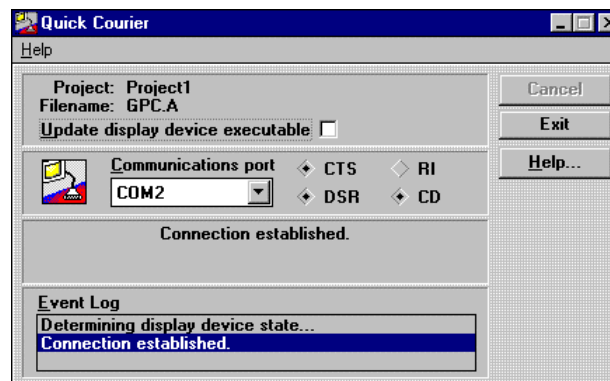 Quick Courier
Help
Project: Project1
Filename: GPC.A
Update display device executable
Cancel
Exit
Help...
Communications port
COM2
CTS
RI
DSR
CD
Connection established.
Event Log
Determining display device state...
Connection established.